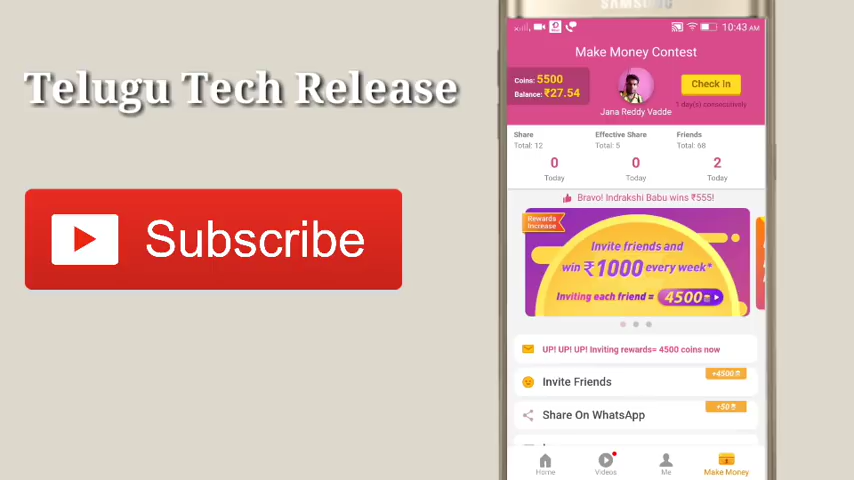 Telugu Tech Release
Subscribe
SAMSUNG
10:43 AM
Make Money Contest
Coins: 5500
Balance: ₹27.54
Check In
1 day(s) consecutively
Jana Reddy Vadde
Share
Total: 12
0
Today
Effective Share
Total: 5
0
Today
Friends
Total: 68
2
Today
Bravo! Indrakshi Babu wins ₹555!
Rewards
Increase
Invite friends and
win ₹1000 every week*
Inviting each friend = 4500
UP! UP! UP! Inviting rewards= 4500 coins now
Invite Friends
+4500
Share On WhatsApp
+50
Home
Videos
Me
Make Money